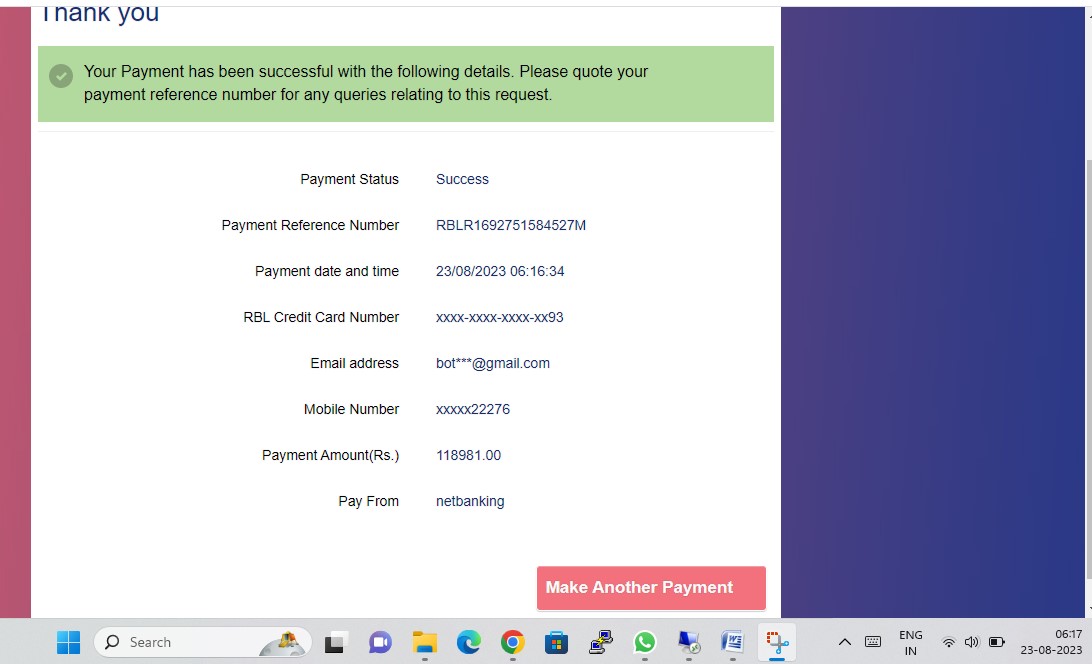 Thank you
Your Payment has been successful with the following details. Please quote your
payment reference number for any queries relating to this request.
Payment Status Success
Payment Reference Number RBLR1692751584527M
Payment date and time 23/08/2023 06:16:34
RBL Credit Card Number xxxx-xxxx-xxxx-xx93
Email address bot***@gmail.com
Mobile Number xxxxx22276
Payment Amount(Rs.) 118981.00
Pay From netbanking
Make Another Payment
Search
ENG
IN
06:17
23-08-2023